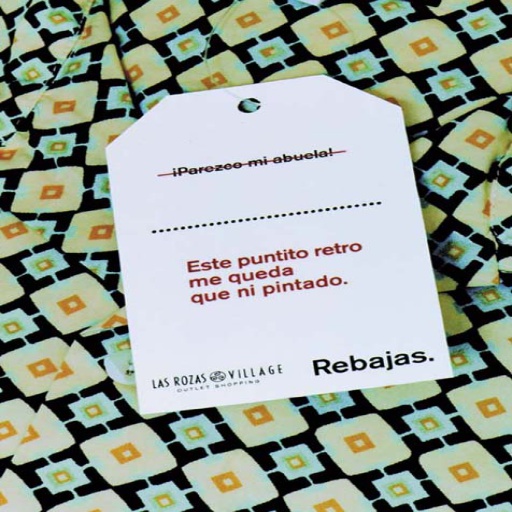 ¡Parezco mi abuela!
Este puntito retro
me queda
que ni pintado.
LAS ROZAS VILLAGE
OUTLET SHOPPING
Rebajas.